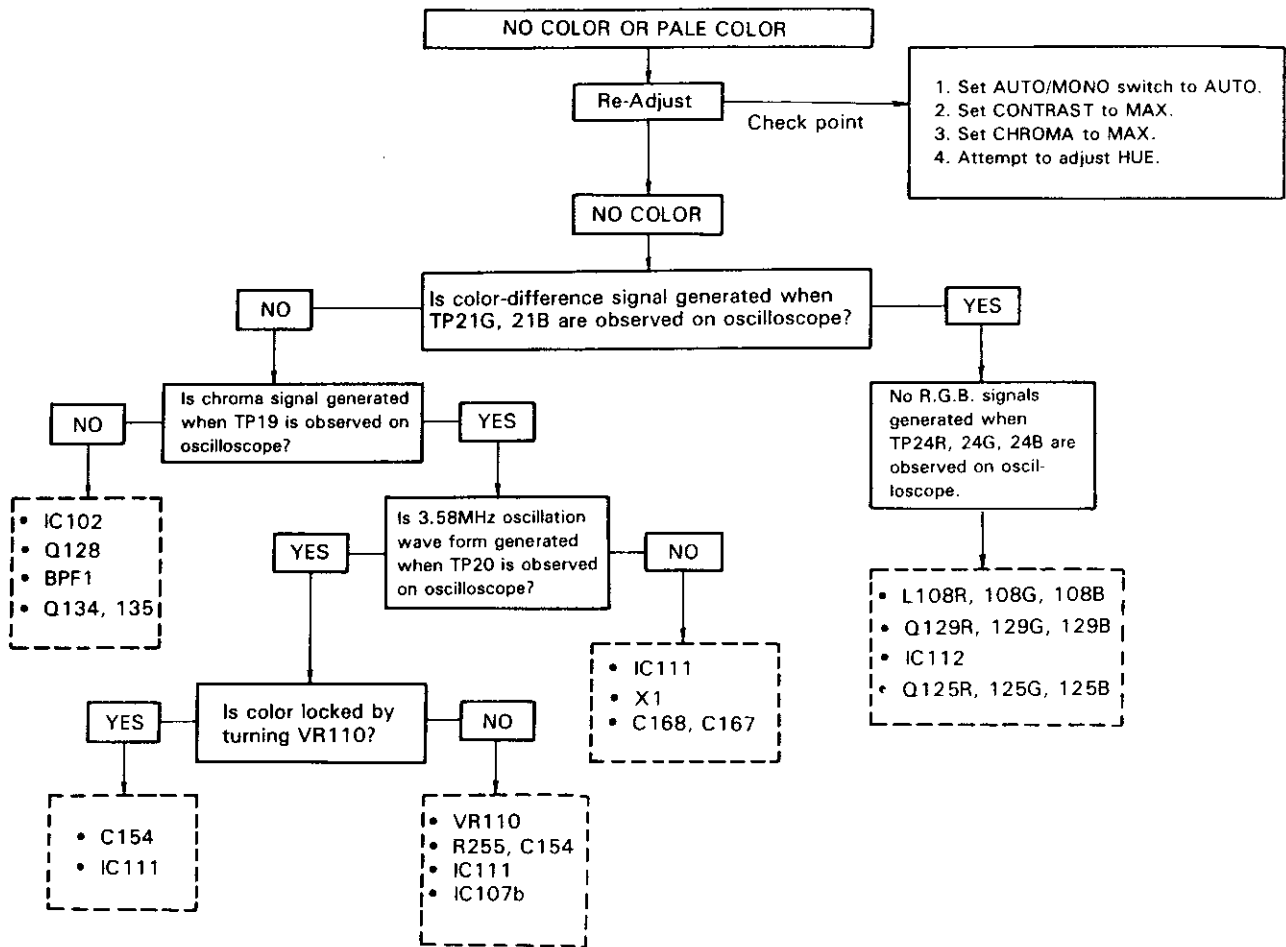 NO COLOR OR PALE COLOR
Re-Adjust
Check point
1. Set AUTO/MONO switch to AUTO.
2. Set CONTRAST to MAX.
3. Set CHROMA to MAX.
4. Attempt to adjust HUE.
NO COLOR
NO
Is color-difference signal generated when
TP21G, 21B are observed on oscilloscope?
YES
NO
Is chroma signal generated
when TP19 is observed on
oscilloscope?
YES
No R.G.B. signals
generated when
TP24R, 24G, 24B are
observed on oscil-
loscope.
• IC102
• Q128
• BPF1
• Q134, 135
YES
Is 3.58MHz oscillation
wave form generated
when TP20 is observed
on oscilloscope?
NO
• L108R, 108G, 108B
• Q129R, 129G, 129B
• IC112
• Q125R, 125G, 125B
• IC111
• X1
• C168, C167
YES
Is color locked by
turning VR110?
NO
• C154
• IC111
• VR110
• R255, C154
• IC111
• IC107b